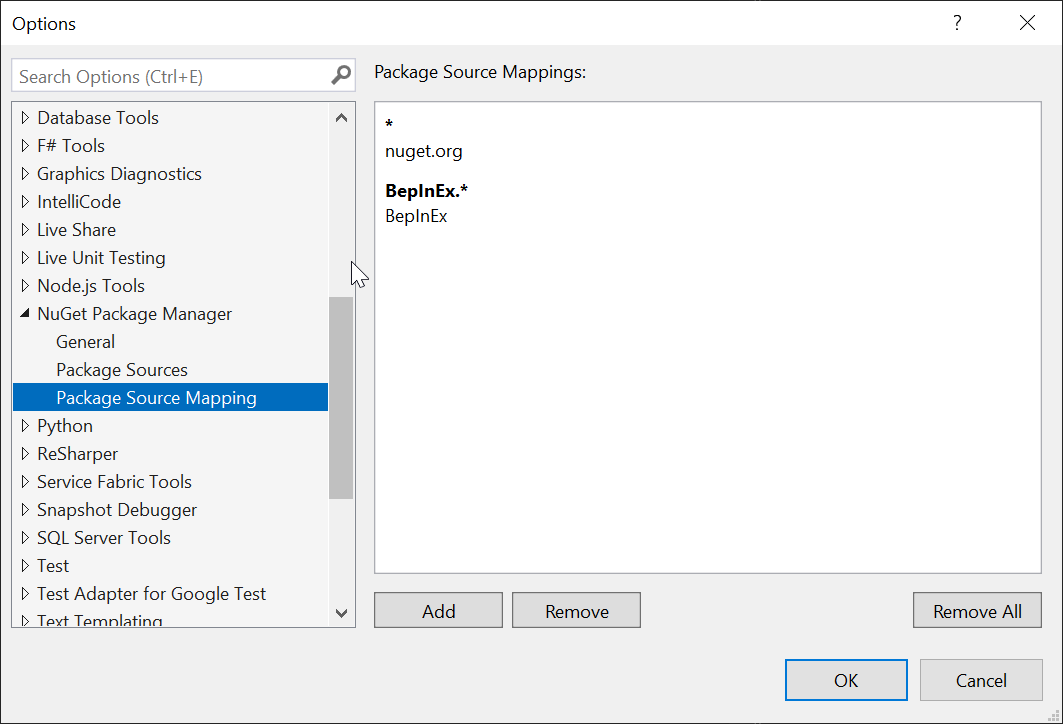 Options
?
Search Options (Ctrl+E)
Database Tools
F# Tools
Graphics Diagnostics
IntelliCode
Live Share
Live Unit Testing
Node.js Tools
NuGet Package Manager
General
Package Sources
Package Source Mapping
Python
ReSharper
Service Fabric Tools
Snapshot Debugger
SQL Server Tools
Test
Test Adapter for Google Test
Text Templating
Package Source Mappings:
*
nuget.org
BepInEx.*
BepInEx
Add
Remove
Remove All
OK
Cancel